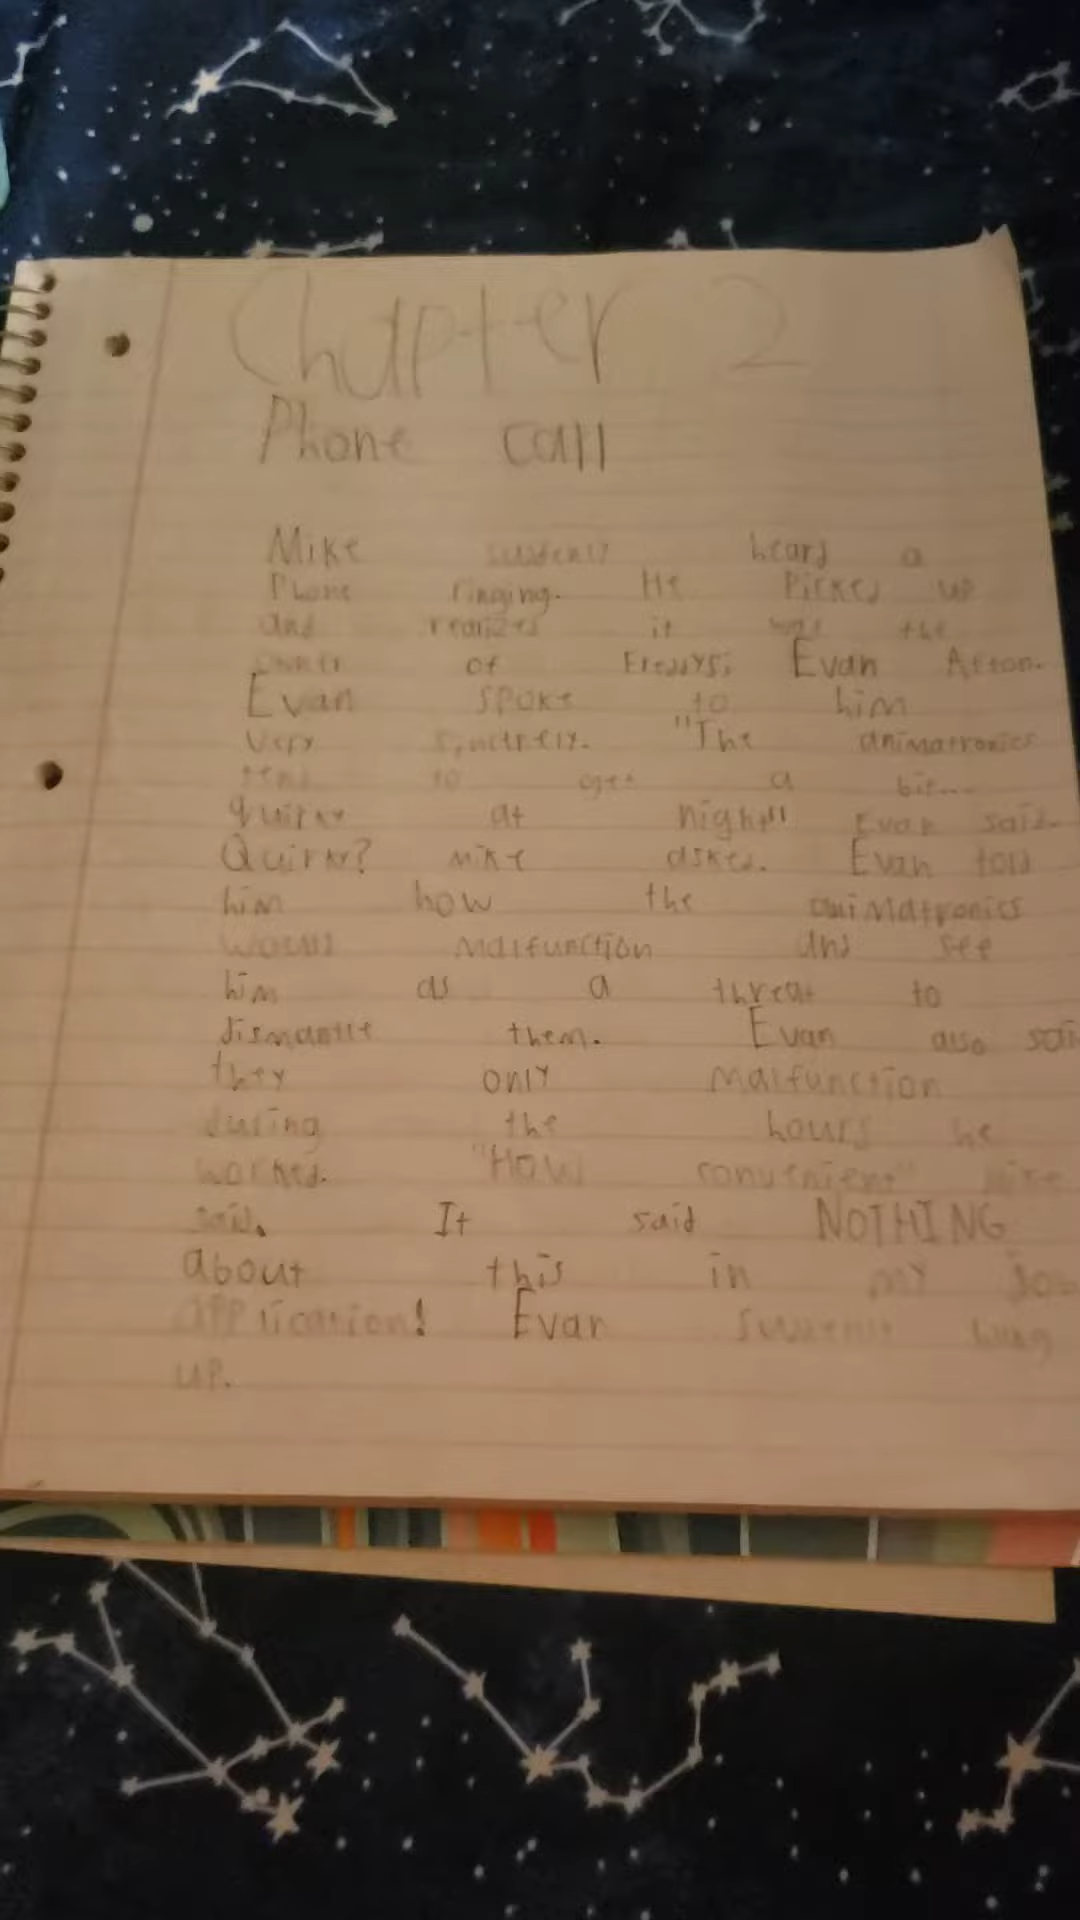 Chapter 2
Phone call
Mike suddenly heard a
Phone ringing. He Picked up
and realized it was the
owner of Freddys; Evan Afton.
Evan spoke to him
very sincerely. "The animatronics
tend to get a bit...
quirky at night" Evan said.
Quirky? Mike asked. Evan told
him how the animatronics
would malfunction and see
him as a threat to
dismantle them. Evan also said
they only malfunction
during the hours he
worked. "How convenient" Mike
said. It said NOTHING
about this in my job
application! Evan suddenly hung
up.